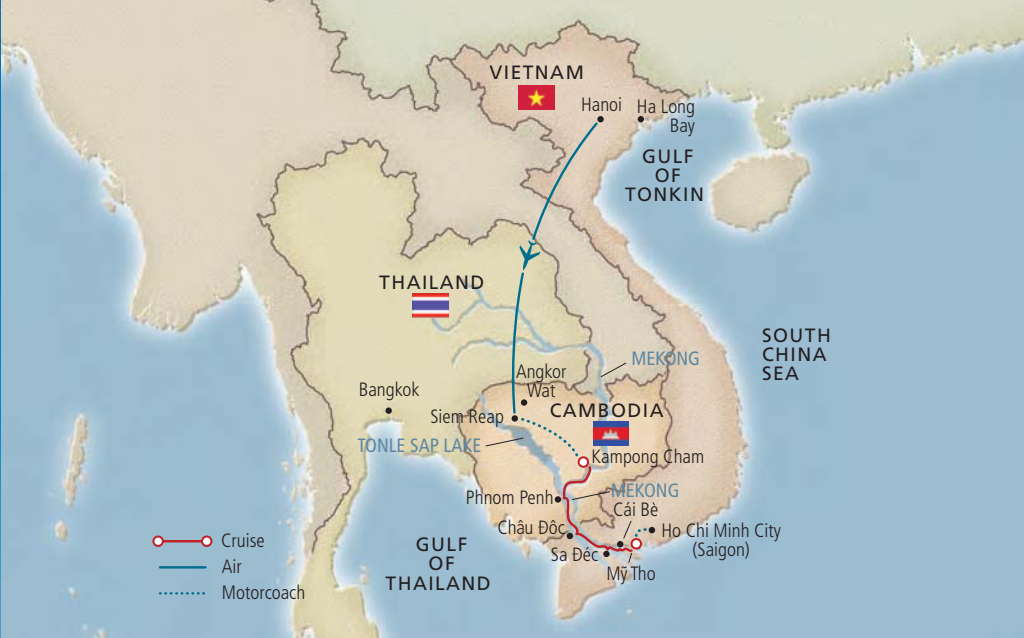 VIETNAM
Hanoi
Ha Long
Bay
GULF
OF
TONKIN
THAILAND
SOUTH
CHINA
SEA
MEKONG
Angkor
Wat
Bangkok
Siem Reap
CAMBODIA
TONLE SAP LAKE
Kampong Cham
Phnom Penh
MEKONG
Cái Bè
Châu Đôc
Ho Chi Minh City
(Saigon)
Sa Đéc
Mỹ Tho
GULF
OF
THAILAND
Cruise
Air
Motorcoach